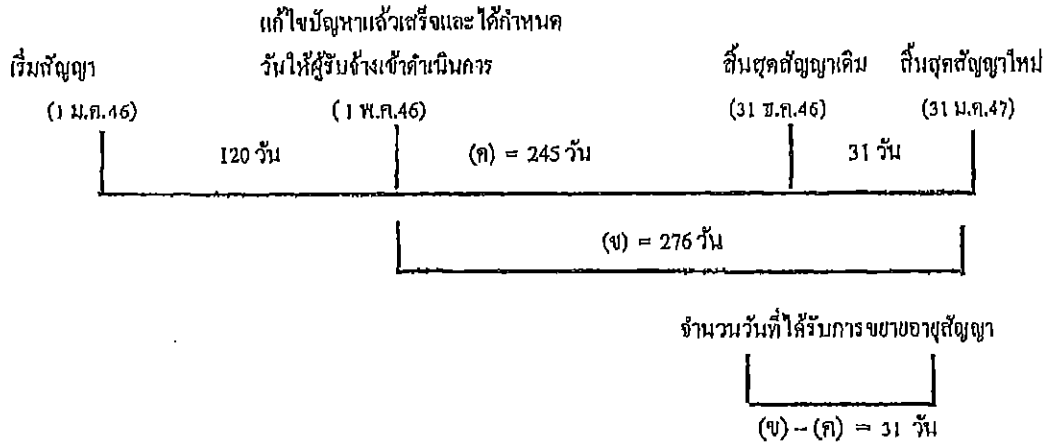 แก้ไขปัญหาแล้วเสร็จและได้กำหนด
เริ่มสัญญา วันให้ผู้รับจ้างเข้าดำเนินการ สิ้นสุดสัญญาเดิม สิ้นสุดสัญญาใหม่
(1 ม.ค.46) (1 พ.ค.46) (31 ธ.ค.46) (31 ม.ค.47)
120 วัน (ค) = 245 วัน 31 วัน
(ข) = 276 วัน
จำนวนวันที่ได้รับการขยายอายุสัญญา
(ข) – (ค) = 31 วัน